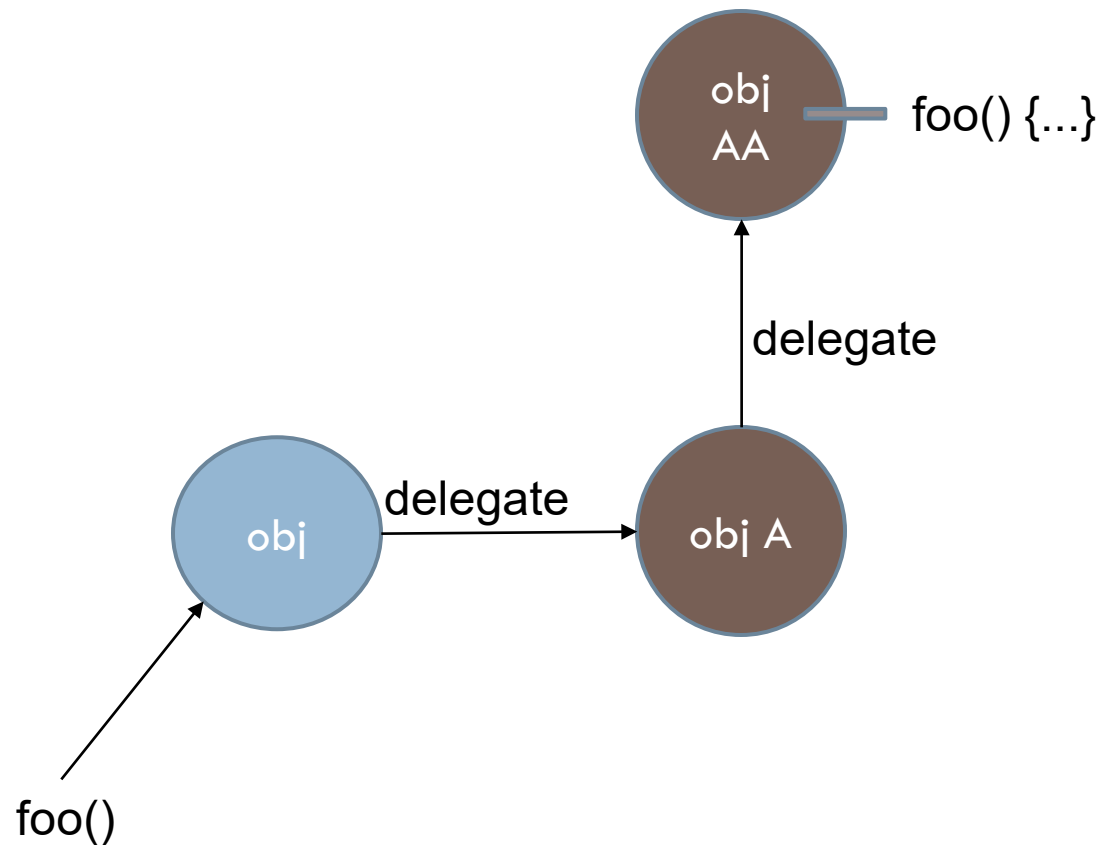 obj
AA
foo() {...}
delegate
delegate
obj
obj A
foo()